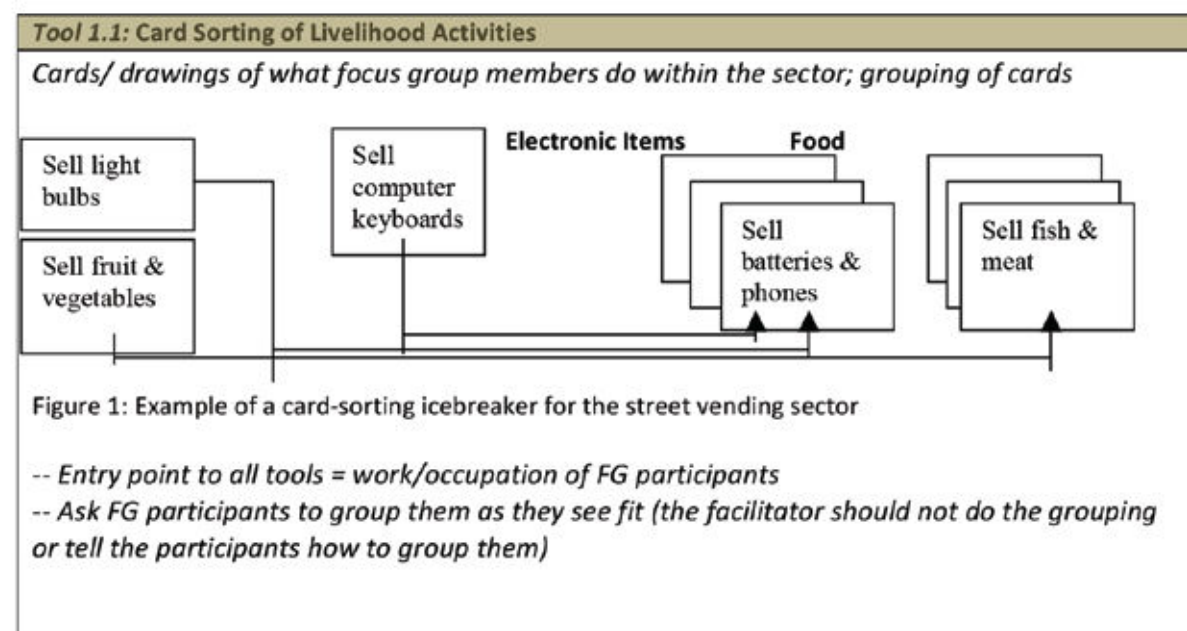 Tool 1.1: Card Sorting of Livelihood Activities
Cards/ drawings of what focus group members do within the sector; grouping of cards
Sell light
bulbs
Sell fruit &
vegetables
Sell
computer
keyboards
Electronic Items
Food
Sell
batteries &
phones
Sell fish &
meat
Figure 1: Example of a card-sorting icebreaker for the street vending sector
-- Entry point to all tools = work/occupation of FG participants
-- Ask FG participants to group them as they see fit (the facilitator should not do the grouping
or tell the participants how to group them)